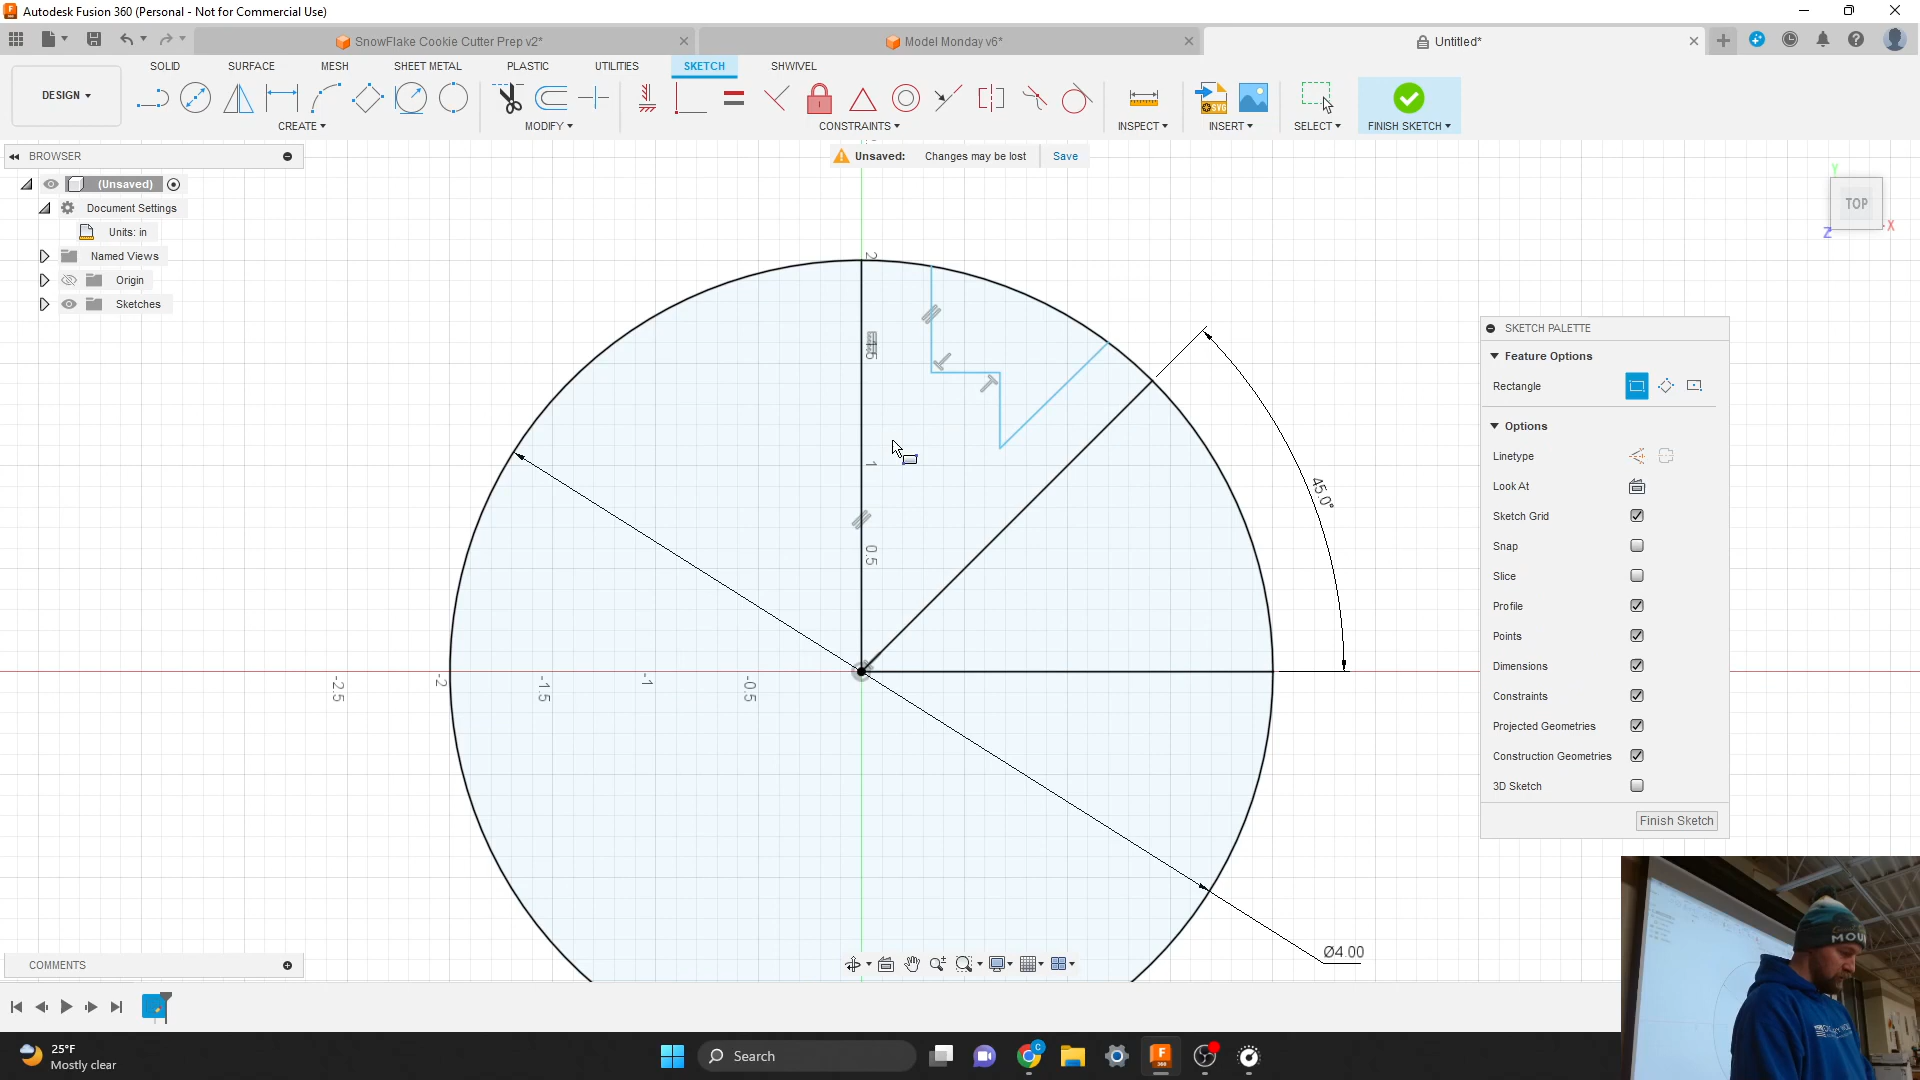 Autodesk Fusion 360 (Personal - Not for Commercial Use)
SnowFlake Cookie Cutter Prep v2*
Model Monday v6*
Untitled*
SOLID
SURFACE
MESH
SHEET METAL
PLASTIC
UTILITIES
SKETCH
SHWIVEL
DESIGN
SVG
CREATE
MODIFY
CONSTRAINTS
INSPECT
INSERT
SELECT
FINISH SKETCH
BROWSER
Unsaved: Changes may be lost Save
(Unsaved)
Document Settings
Units: in
Named Views
Origin
Sketches
Y
TOP
X
Z
2
1
0.5
45.0°
-2.5
-2
-1.5
-1
-0.5
Ø4.00
SKETCH PALETTE
Feature Options
Rectangle
Options
Linetype
Look At
Sketch Grid
Snap
Slice
Profile
Points
Dimensions
Constraints
Projected Geometries
Construction Geometries
3D Sketch
Finish Sketch
COMMENTS
25°F
Mostly clear
Search
C
F
360